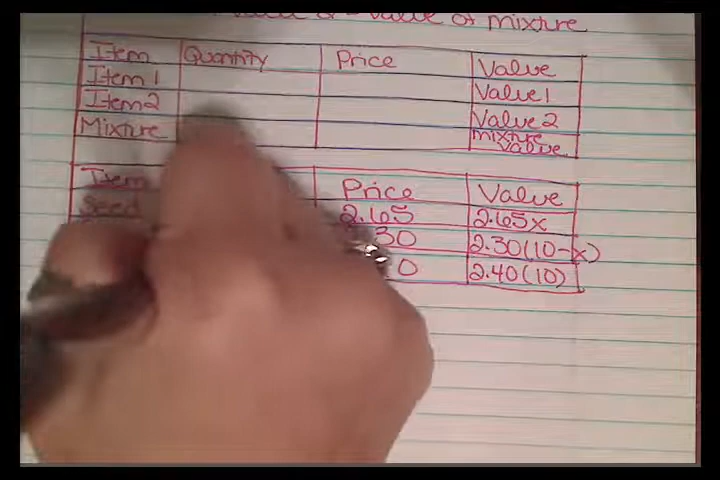 value of mixture
Item Quantity Price Value
Item 1 Value 1
Item 2 Value 2
Mixture mixture value
Item Price Value
Seed 2.65 2.65x
30 2.30(10-x)
0 2.40(10)